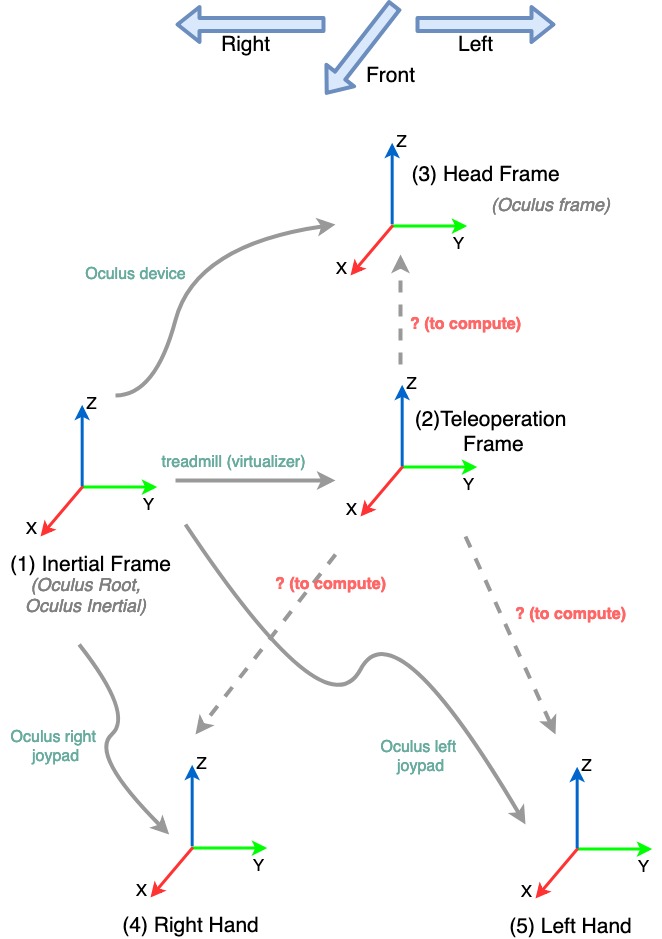 Right
Left
Front
Z
(3) Head Frame
(Oculus frame)
Y
X
Oculus device
? (to compute)
Z
Z
(2)Teleoperation
Frame
treadmill (virtualizer)
Y
Y
X
X
(1) Inertial Frame
(Oculus Root,
Oculus Inertial)
? (to compute)
? (to compute)
Oculus right
joypad
Oculus left
joypad
Z
Z
Y
Y
X
X
(4) Right Hand
(5) Left Hand